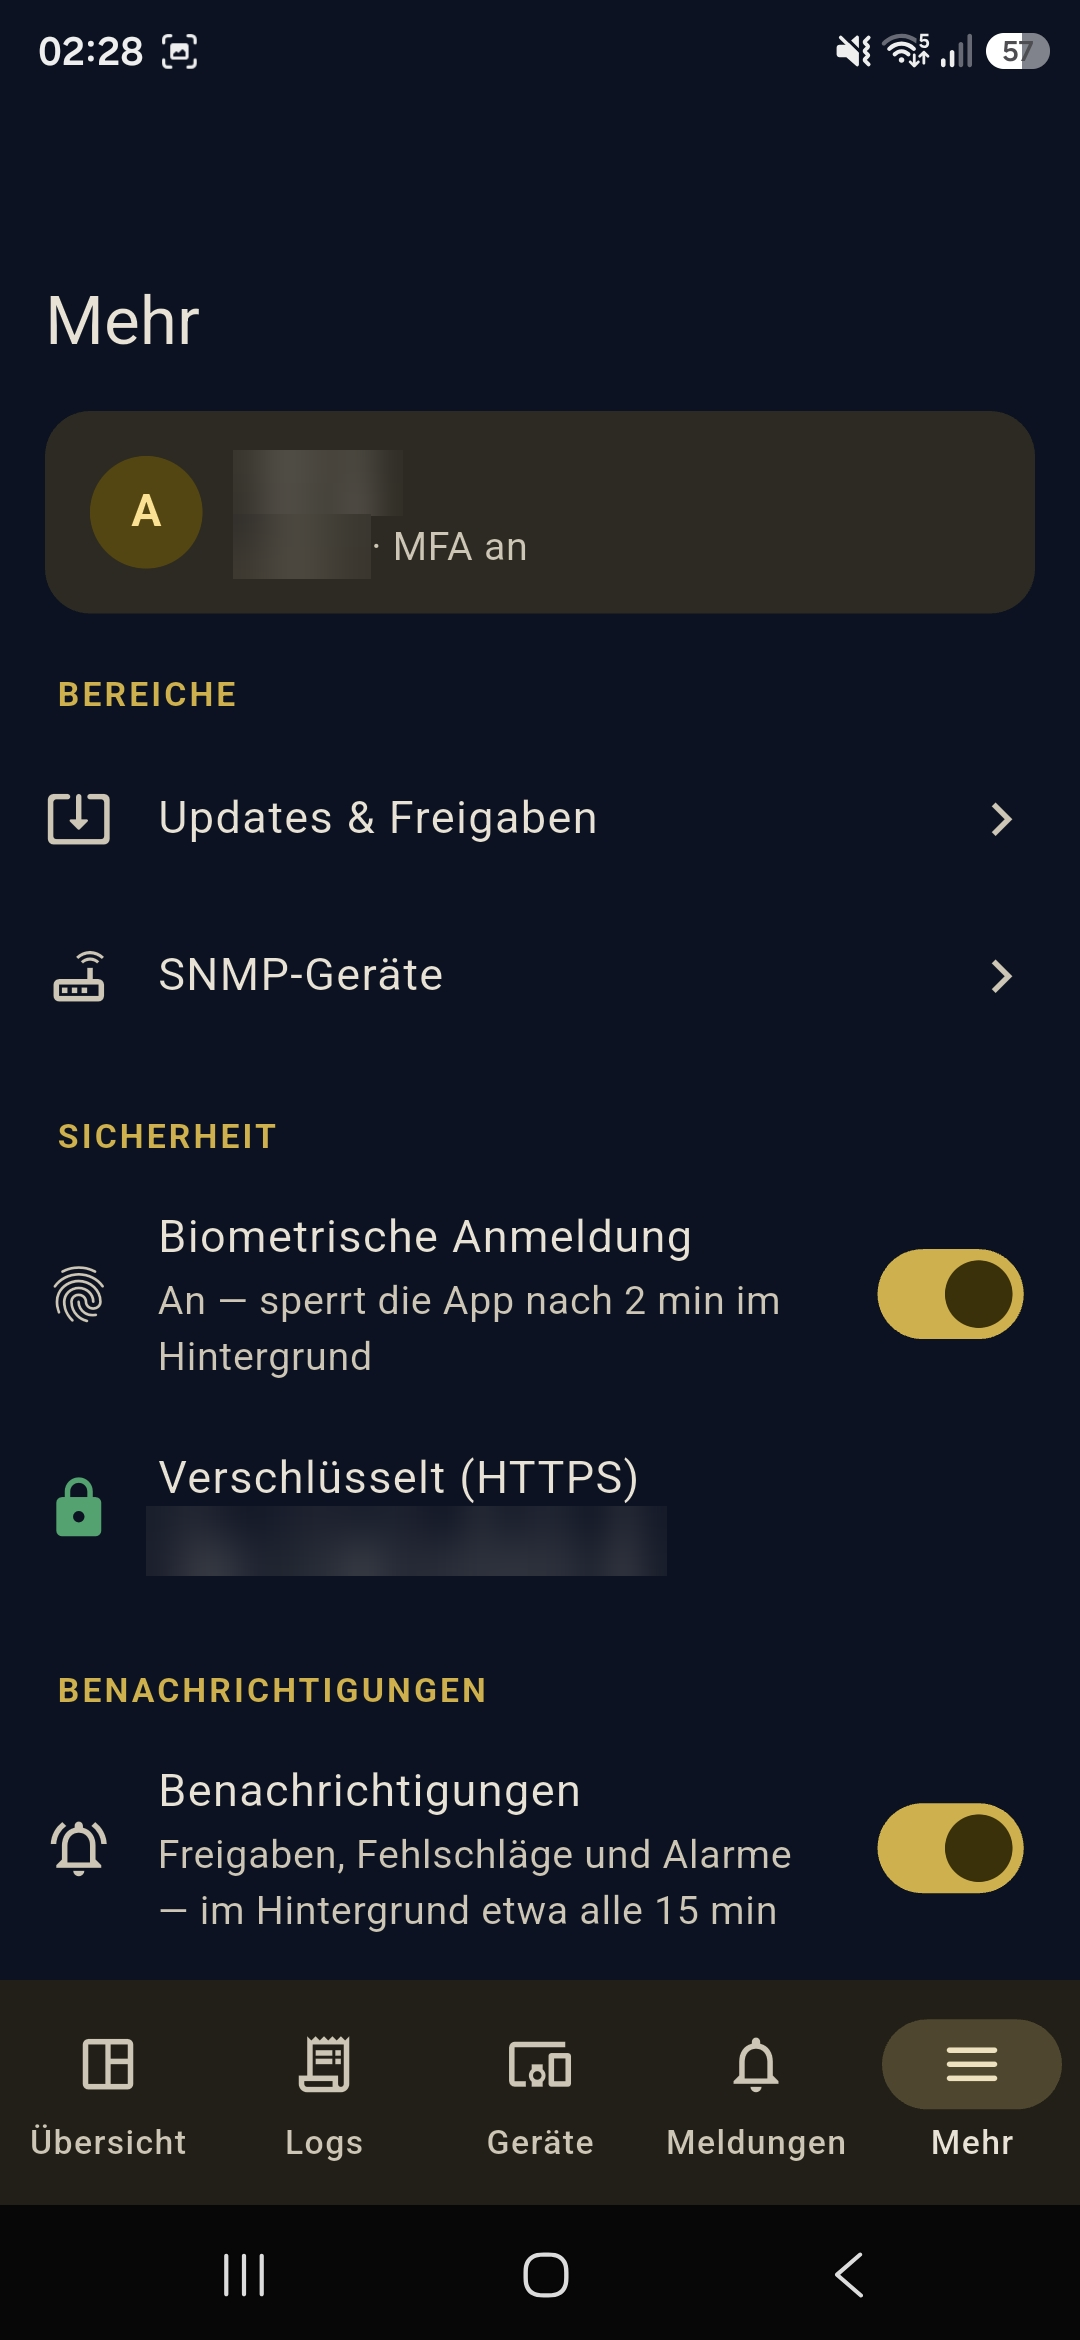 02:28
5
57
Mehr
A
· MFA an
BEREICHE
Updates & Freigaben
SNMP-Geräte
SICHERHEIT
Biometrische Anmeldung
An — sperrt die App nach 2 min im
Hintergrund
Verschlüsselt (HTTPS)
BENACHRICHTIGUNGEN
Benachrichtigungen
Freigaben, Fehlschläge und Alarme
— im Hintergrund etwa alle 15 min
Übersicht
Logs
Geräte
Meldungen
Mehr